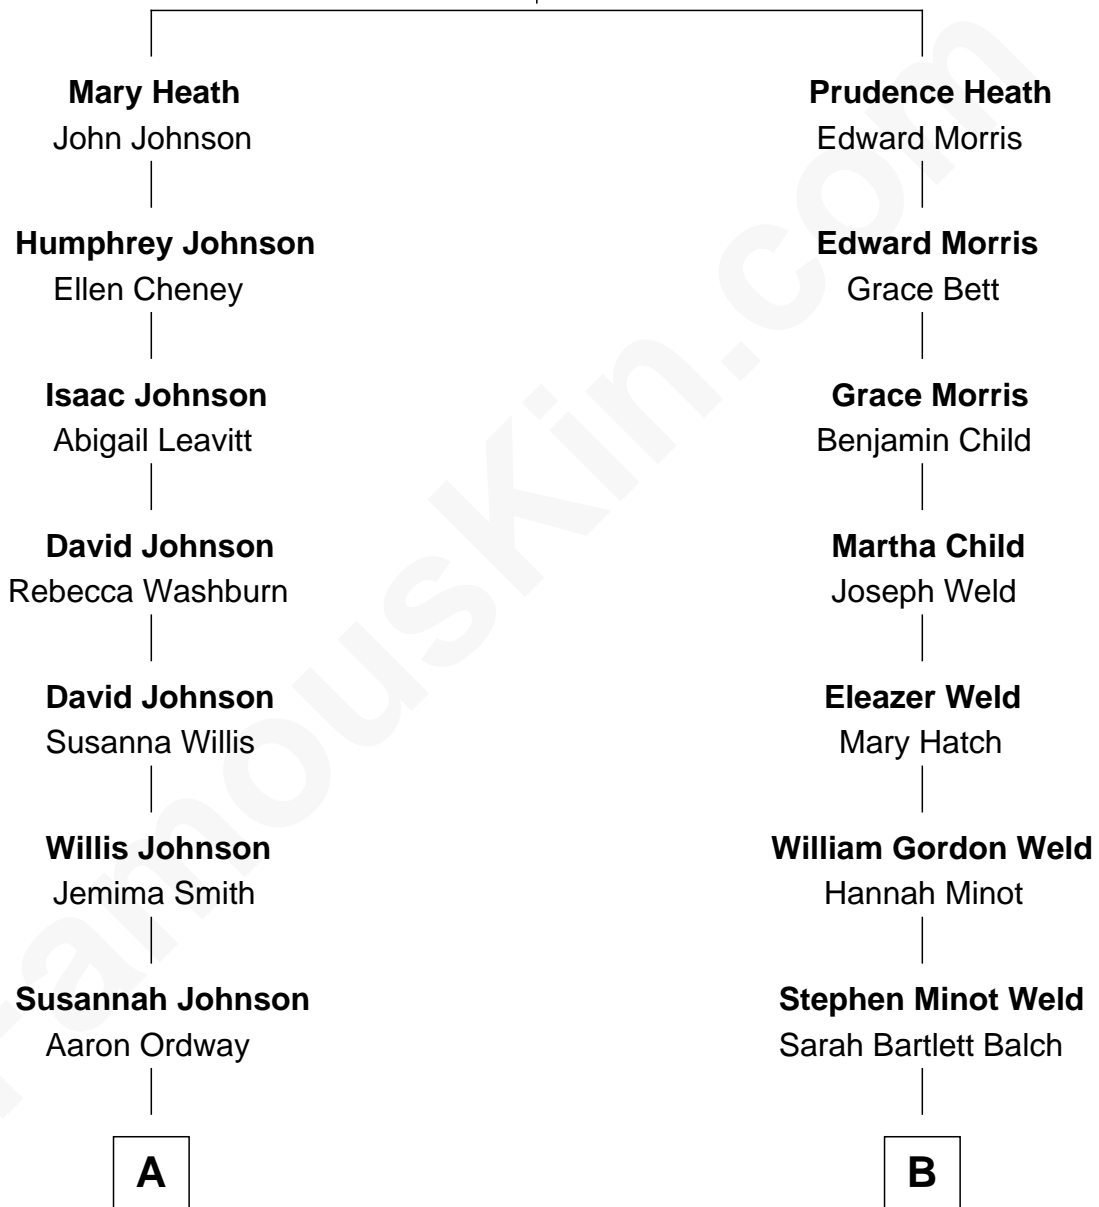 Mary Heath
John Johnson
Humphrey Johnson
Ellen Cheney
Isaac Johnson
Abigail Leavitt
David Johnson
Rebecca Washburn
David Johnson
Susanna Willis
Willis Johnson
Jemima Smith
Susannah Johnson
Aaron Ordway
A
Prudence Heath
Edward Morris
Edward Morris
Grace Bett
Grace Morris
Benjamin Child
Martha Child
Joseph Weld
Eleazer Weld
Mary Hatch
William Gordon Weld
Hannah Minot
Stephen Minot Weld
Sarah Bartlett Balch
B
FamousKin.com